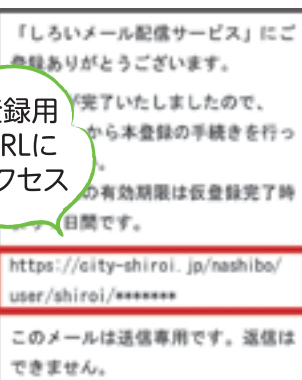 「しろいメール配信サービス」にご
登録ありがとうございます。
が完了いたしましたので、
から本登録の手続きを行っ
録用
RLに
クセス
の有効期限は仮登録完了時
日間です。
https://city-shiroi.jp/nashibo/
user/shiroi/*******
このメールは送信専用です。返信は
できません。